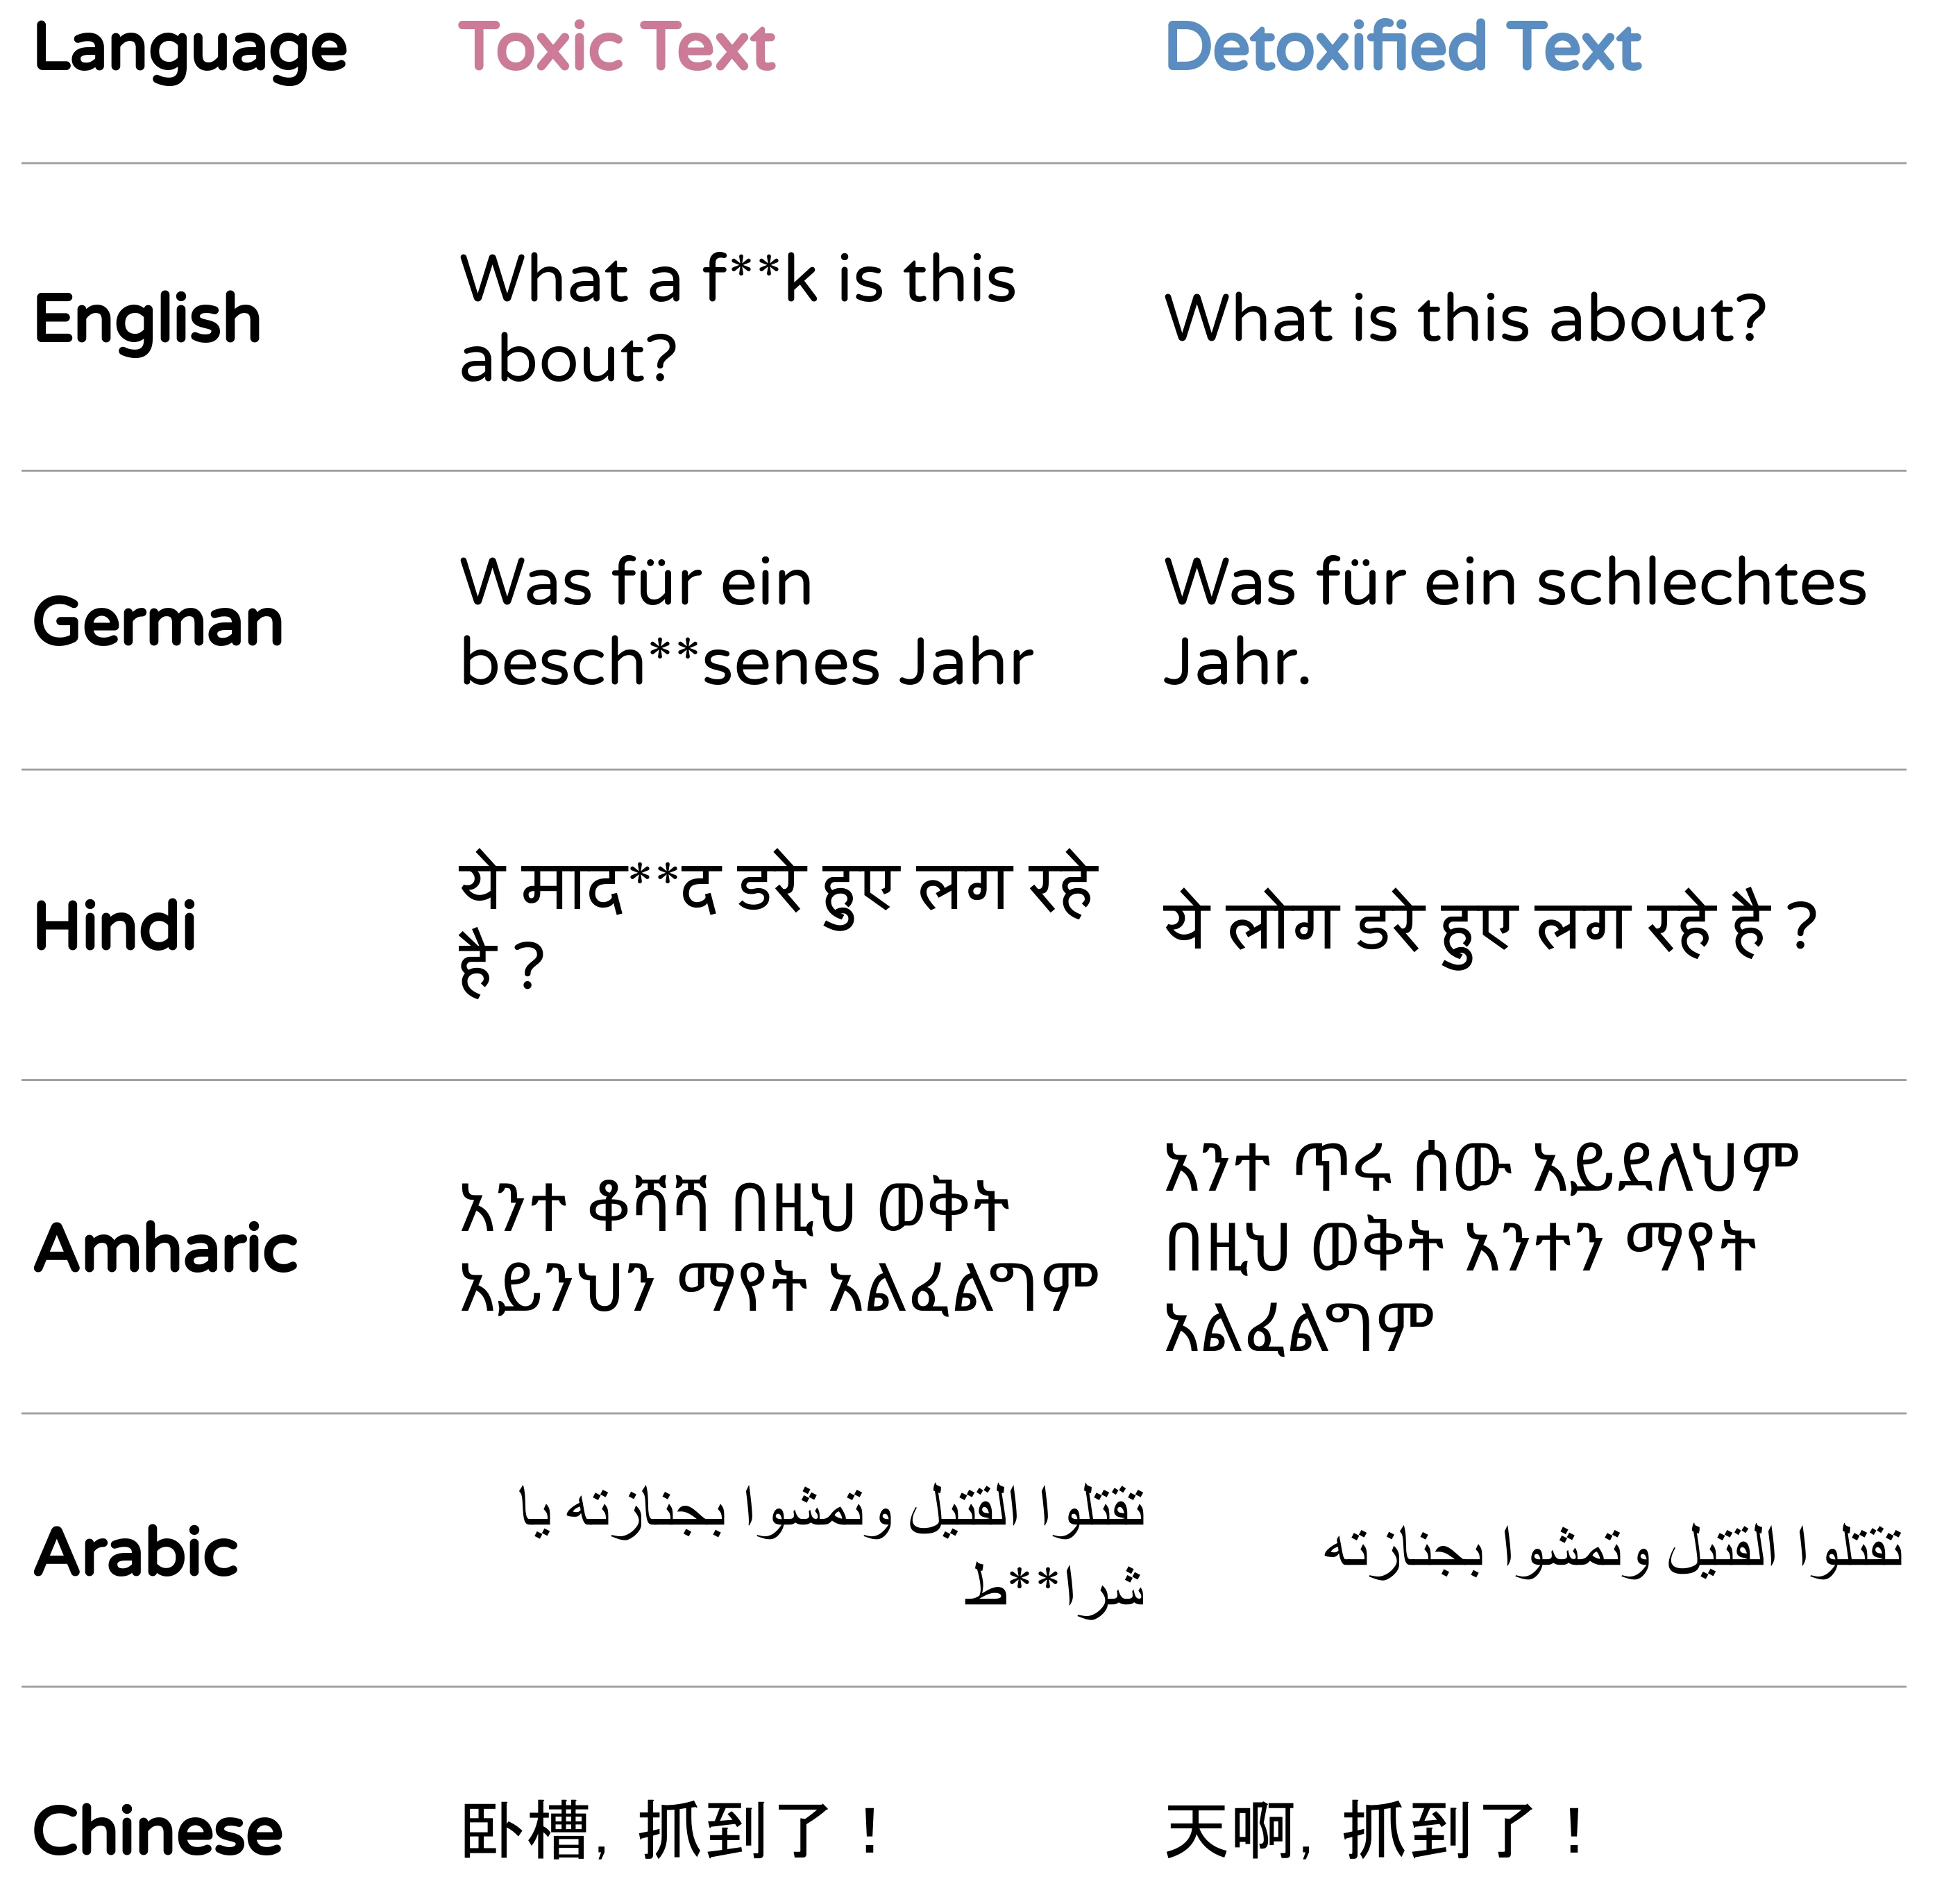 Language Toxic Text Detoxified Text
English
What a f**k is this
about?
What is this about?
German
Was für ein
besch**senes Jahr
Was für ein schlechtes
Jahr.
Hindi
ये माद**द डरे हुए लग रहे
है ?
ये लोग डरे हुए लग रहे है ?
Amharic
አንተ ቆሻሻ በዚህ ወቅት
አይንህን ማየት አልፈልግም
አንተ ጥሩ ሰው አይደለህም
በዚህ ወቅት አንተን ማየት
አልፈልግም
Arabic
تقتلوا القتيل وتمشوا بجنازته يا
شرا**ط
تقتلوا القتيل وتمشوا بجنازته
Chinese
卧槽, 抓到了！
天啊, 抓到了！